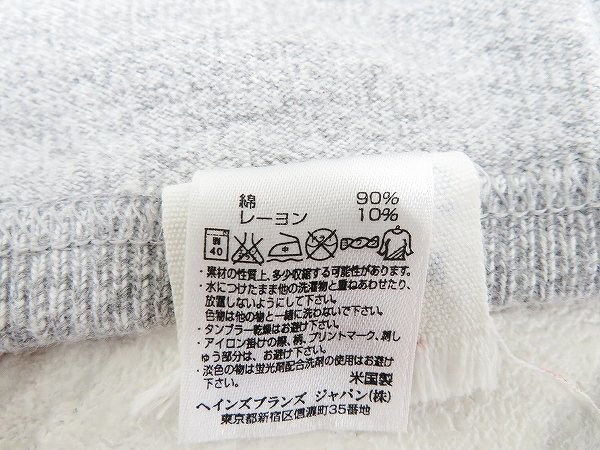 綿 90%
レーヨン 10%
40
・素材の性質上、多少収縮する可能性があります。
・水につけたまま他の洗濯物と重ねあわせたり、
放置しないようにして下さい。
色物は他の物と一緒に洗わないで下さい。
・タンブラー乾燥はお避け下さい。
・アイロン掛けの際、柄、プリントマーク、刺し
しゅう部分は、お避け下さい。
・淡色の物は蛍光剤配合洗剤の使用はお避け
下さい。
米国製
ヘインズブランズ ジャパン(株)
東京都新宿区信濃町35番地